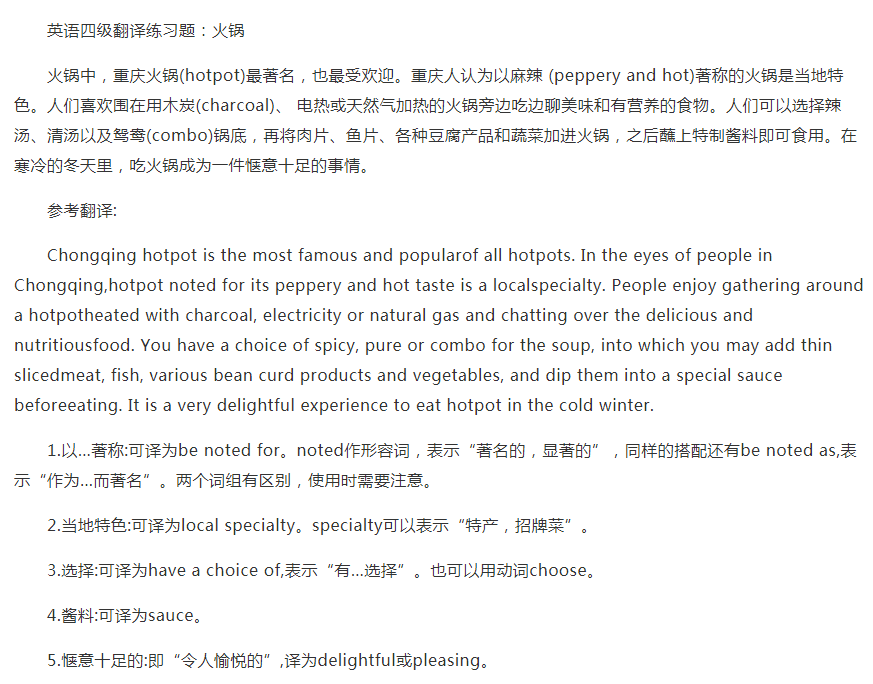 英语四级翻译练习题：火锅
火锅中，重庆火锅(hotpot)最著名，也最受欢迎。重庆人认为以麻辣 (peppery and hot)著称的火锅是当地特
色。人们喜欢围在用木炭(charcoal)、 电热或天然气加热的火锅旁边吃边聊美味和有营养的食物。人们可以选择辣
汤、清汤以及鸳鸯(combo)锅底，再将肉片、鱼片、各种豆腐产品和蔬菜加进火锅，之后蘸上特制酱料即可食用。在
寒冷的冬天里，吃火锅成为一件惬意十足的事情。
参考翻译:
Chongqing hotpot is the most famous and popularof all hotpots. In the eyes of people in
Chongqing,hotpot noted for its peppery and hot taste is a localspecialty. People enjoy gathering around
a hotpotheated with charcoal, electricity or natural gas and chatting over the delicious and
nutritiousfood. You have a choice of spicy, pure or combo for the soup, into which you may add thin
slicedmeat, fish, various bean curd products and vegetables, and dip them into a special sauce
beforeeating. It is a very delightful experience to eat hotpot in the cold winter.
1.以...著称:可译为be noted for。noted作形容词，表示“著名的，显著的”，同样的搭配还有be noted as,表
示“作为...而著名”。两个词组有区别，使用时需要注意。
2.当地特色:可译为local specialty。specialty可以表示“特产，招牌菜”。
3.选择:可译为have a choice of,表示“有...选择”。也可以用动词choose。
4.酱料:可译为sauce。
5.惬意十足的:即“令人愉悦的”,译为delightful或pleasing。